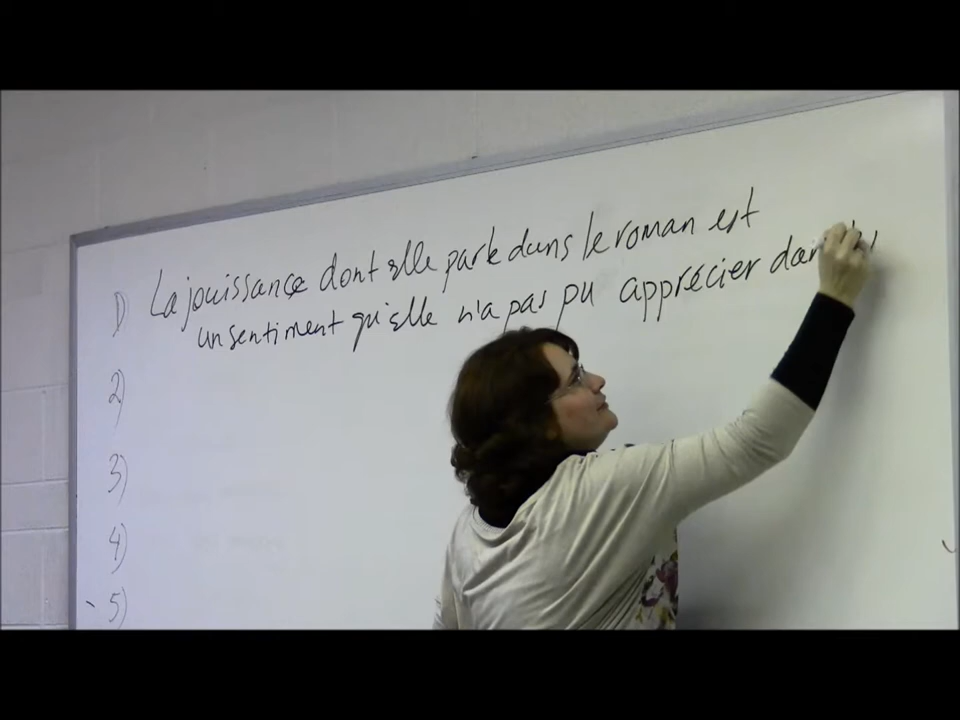 1) La jouissance dont elle parle dans le roman est
un sentiment qu'elle n'a pas pu apprécier
2)
3)
4)
5)